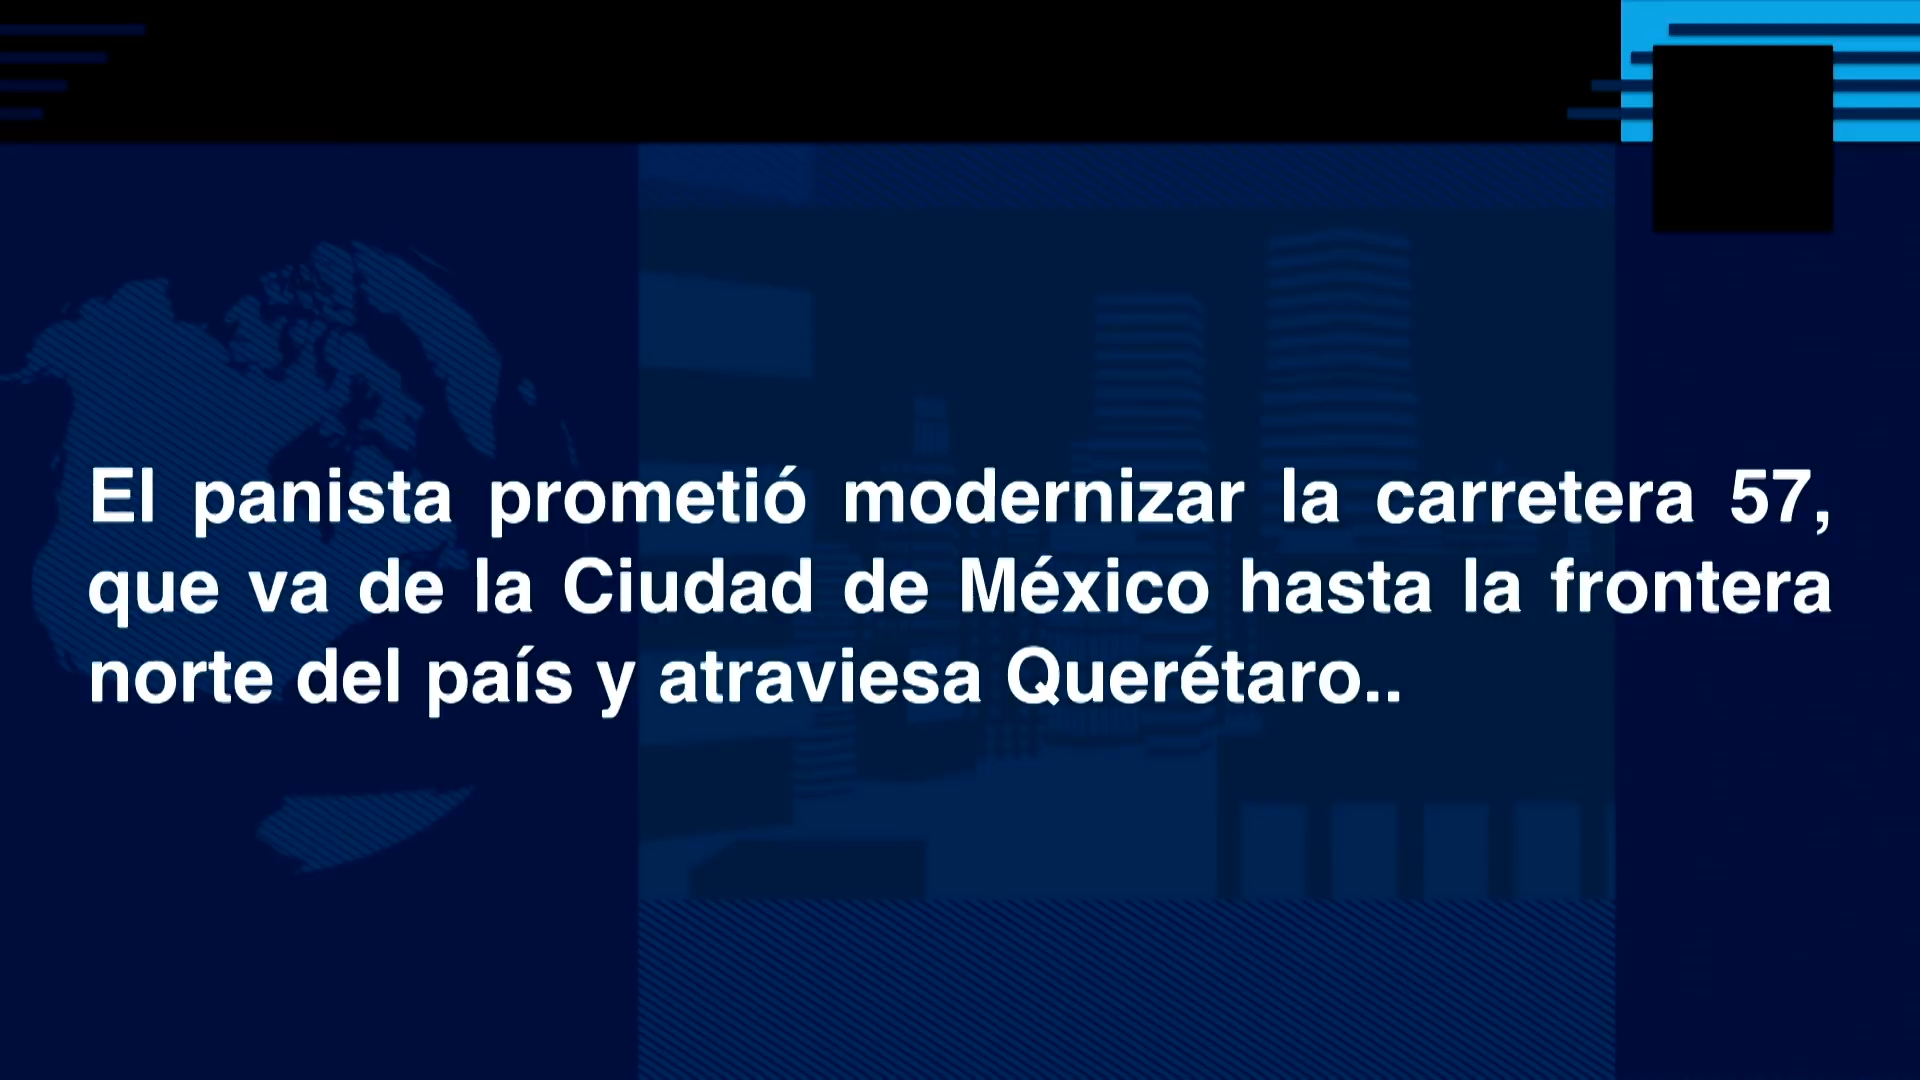 El panista prometió modernizar la carretera 57,
que va de la Ciudad de México hasta la frontera
norte del país y atraviesa Querétaro..